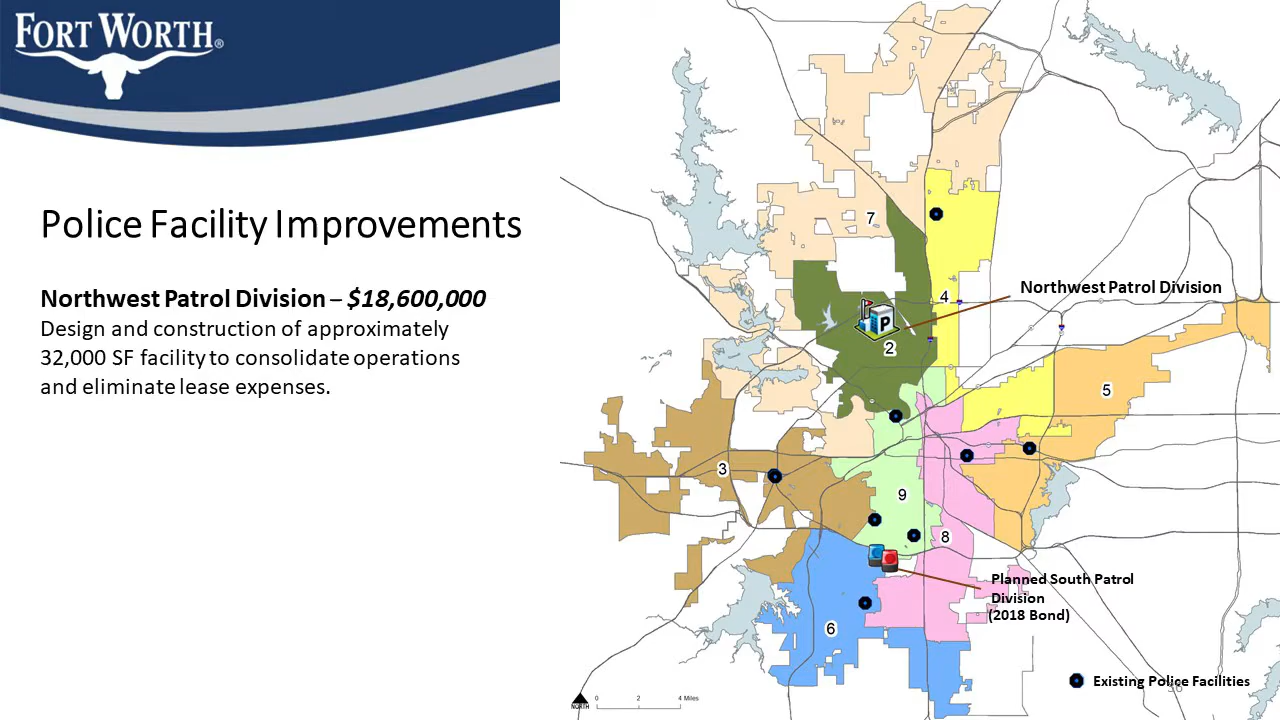 FORT WORTH®
Police Facility Improvements
Northwest Patrol Division – $18,600,000
Design and construction of approximately
32,000 SF facility to consolidate operations
and eliminate lease expenses.
7
4
Northwest Patrol Division
P
2
5
3
9
8
Planned South Patrol
Division
(2018 Bond)
6
Existing Police Facilities
NORTH
0 2 4 Miles